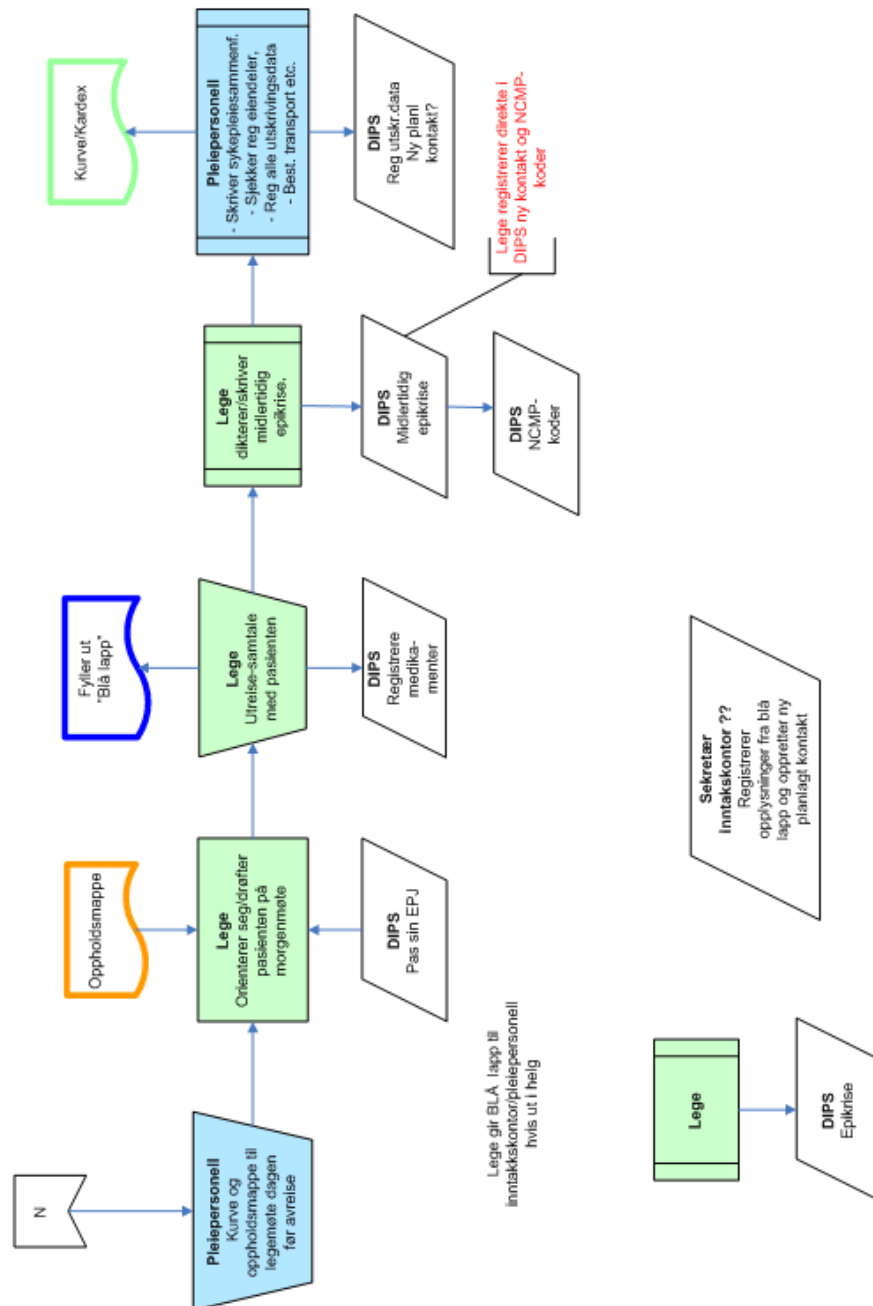 N
Pleiepersonell
Kurve og
oppholdsmappe til
legemøte dagen
før avreise
Oppholdsmappe
Lege
Orienterer seg/drøfter
pasienten på
morgenmøte
DIPS
Pas sin EPJ
Fyller ut
"Blå lapp"
Lege
Utreise-samtale
med pasienten
DIPS
Registrere
medika-
menter
Lege
dikterer/skriver
midlertidig
epikrise.
DIPS
Midlertidig
epikrise
DIPS
NCMP-
koder
Lege registrerer direkte i
DIPS ny kontakt og NCMP-
koder
Kurve/Kardex
Pleiepersonell
- Skriver sykepleiesammenf.
- Sjekker reg eiendeler,
- Reg alle utskrivingsdata
- Best. transport etc.
DIPS
Reg utskr.data
Ny planl
kontakt?
Lege gir BLÅ lapp til
inntakkskontor/pleiepersonell
hvis ut i helg
Lege
DIPS
Epikrise
Sekretær
inntakskontor ??
Registrerer
opplysninger fra blå
lapp og oppretter ny
planlagt kontakt